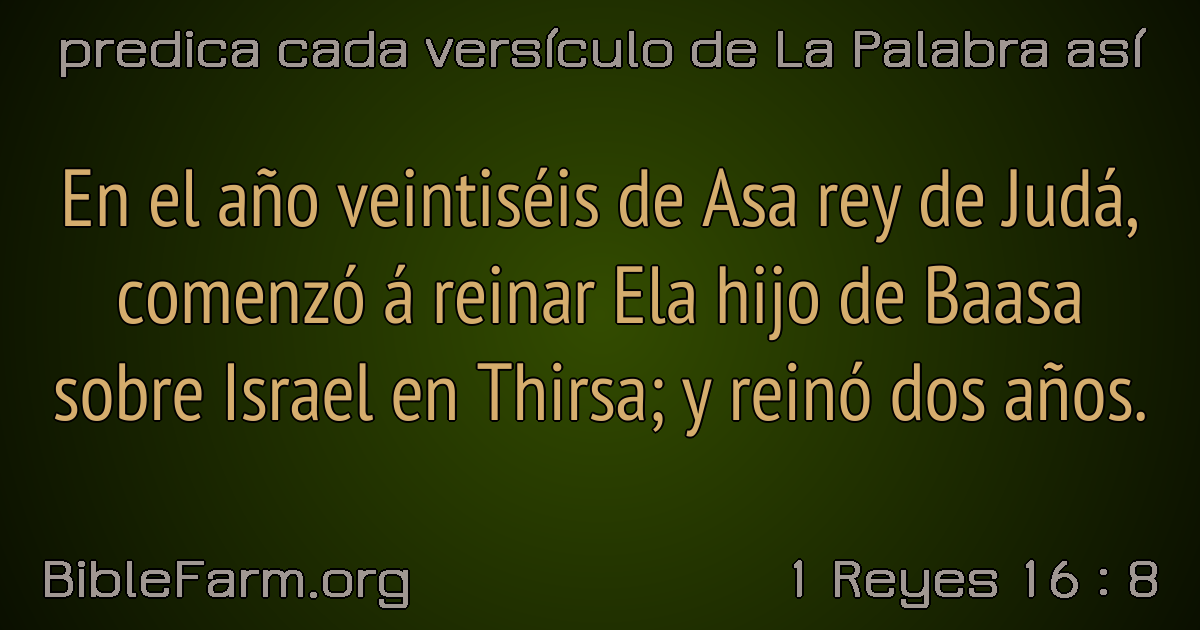 predica cada versículo de La Palabra así
En el año veintiséis de Asa rey de Judá,
comenzó á reinar Ela hijo de Baasa
sobre Israel en Thirsa; y reinó dos años.
BibleFarm.org
1 Reyes 16 : 8